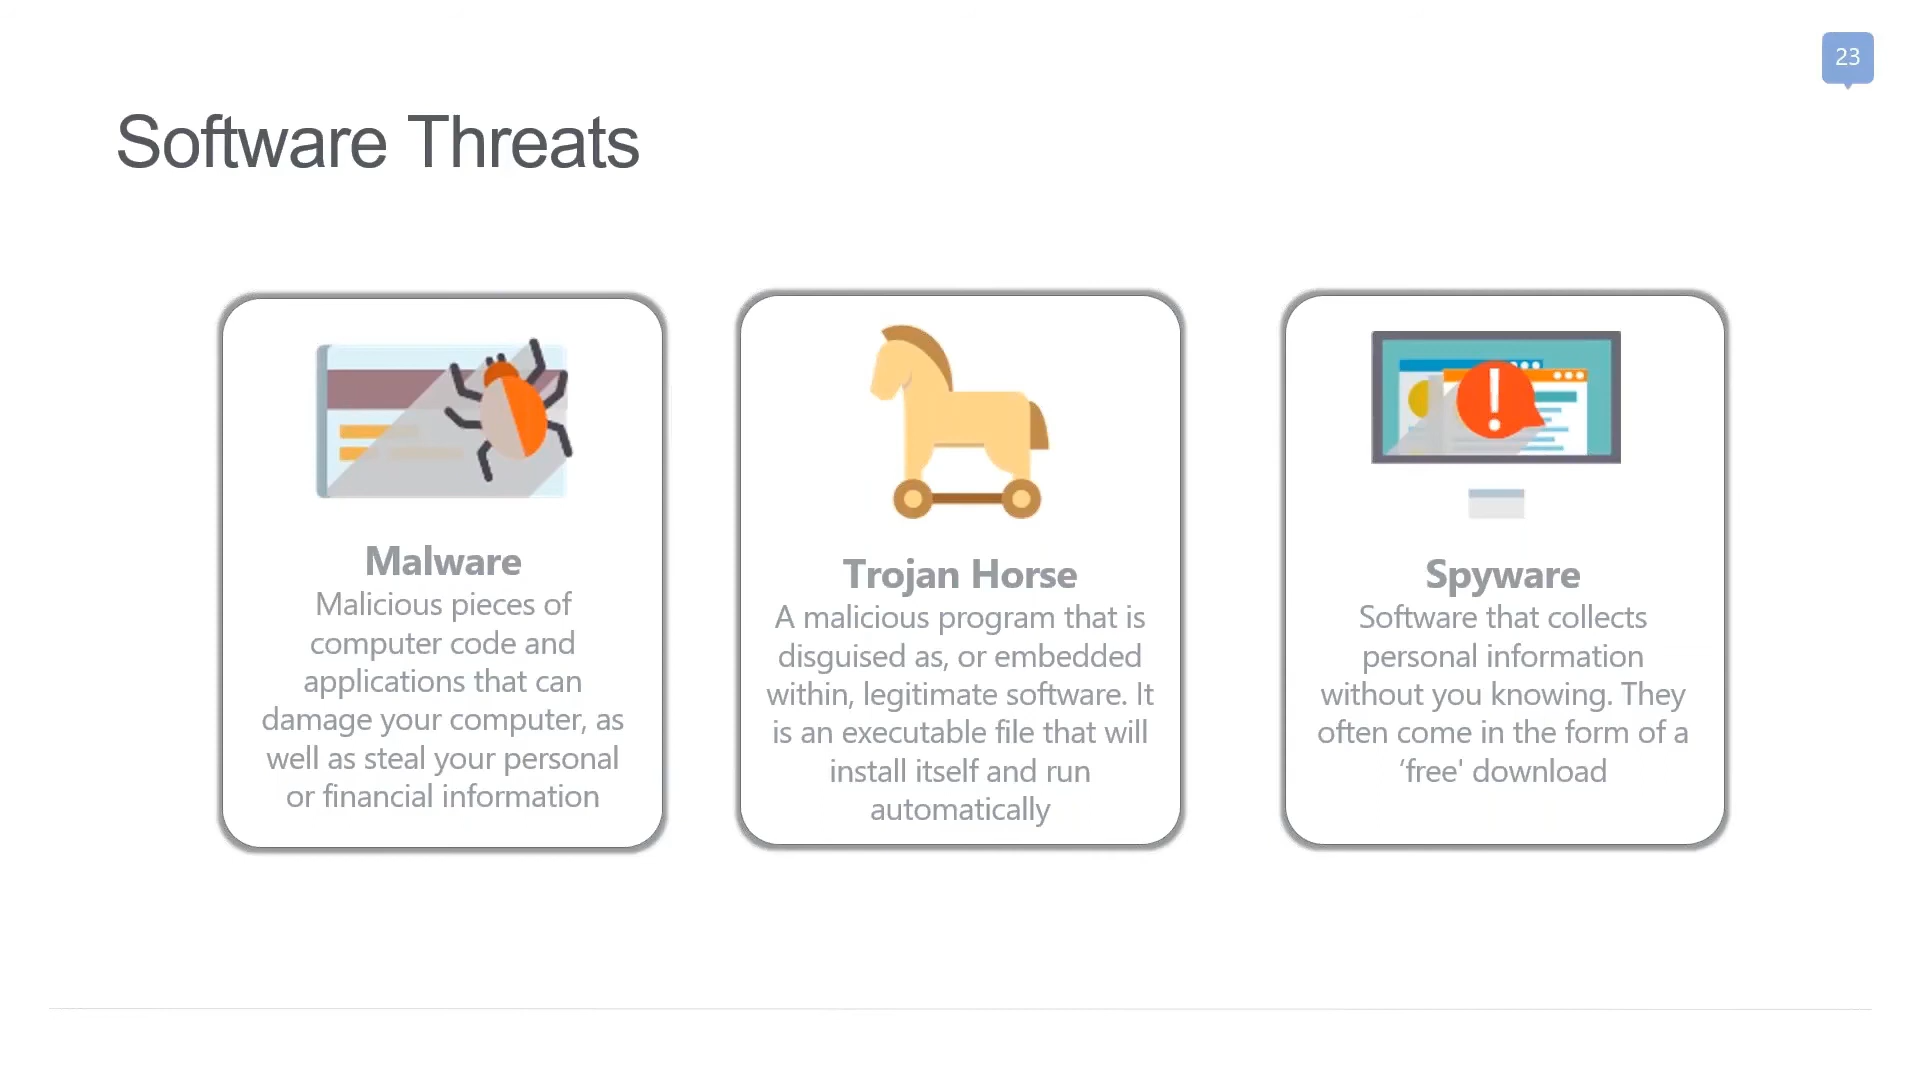 23
Software Threats
Malware
Malicious pieces of
computer code and
applications that can
damage your computer, as
well as steal your personal
or financial information
Trojan Horse
A malicious program that is
disguised as, or embedded
within, legitimate software. It
is an executable file that will
install itself and run
automatically
Spyware
Software that collects
personal information
without you knowing. They
often come in the form of a
‘free' download